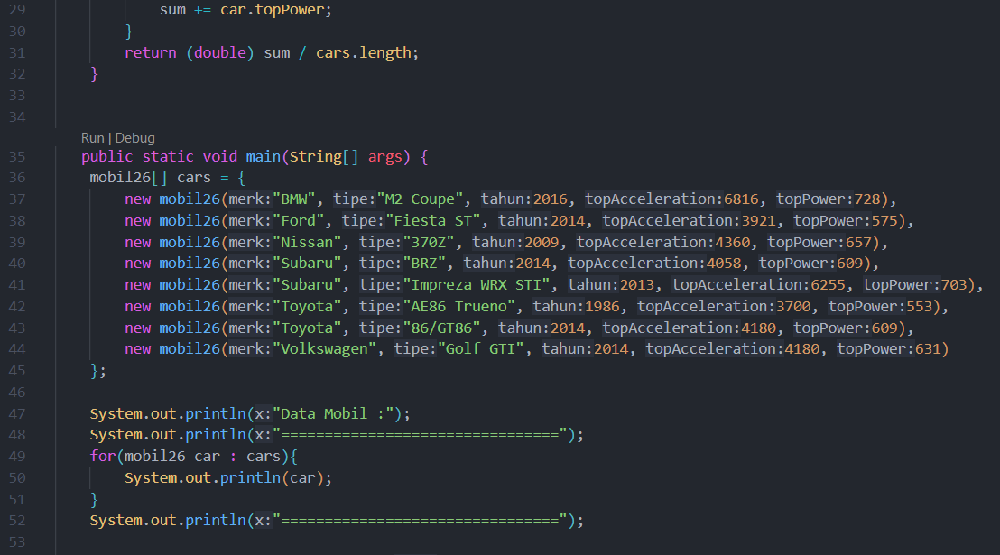 29 sum += car.topPower;
30 }
31 return (double) sum / cars.length;
32 }
33
34
Run | Debug
35 public static void main(String[] args) {
36 mobil26[] cars = {
37 new mobil26(merk:"BMW", tipe:"M2 Coupe", tahun:2016, topAcceleration:6816, topPower:728),
38 new mobil26(merk:"Ford", tipe:"Fiesta ST", tahun:2014, topAcceleration:3921, topPower:575),
39 new mobil26(merk:"Nissan", tipe:"370Z", tahun:2009, topAcceleration:4360, topPower:657),
40 new mobil26(merk:"Subaru", tipe:"BRZ", tahun:2014, topAcceleration:4058, topPower:609),
41 new mobil26(merk:"Subaru", tipe:"Impreza WRX STI", tahun:2013, topAcceleration:6255, topPower:703),
42 new mobil26(merk:"Toyota", tipe:"AE86 Trueno", tahun:1986, topAcceleration:3700, topPower:553),
43 new mobil26(merk:"Toyota", tipe:"86/GT86", tahun:2014, topAcceleration:4180, topPower:609),
44 new mobil26(merk:"Volkswagen", tipe:"Golf GTI", tahun:2014, topAcceleration:4180, topPower:631)
45 };
46
47 System.out.println(x:"Data Mobil :");
48 System.out.println(x:"================================");
49 for(mobil26 car : cars){
50 System.out.println(car);
51 }
52 System.out.println(x:"================================");
53